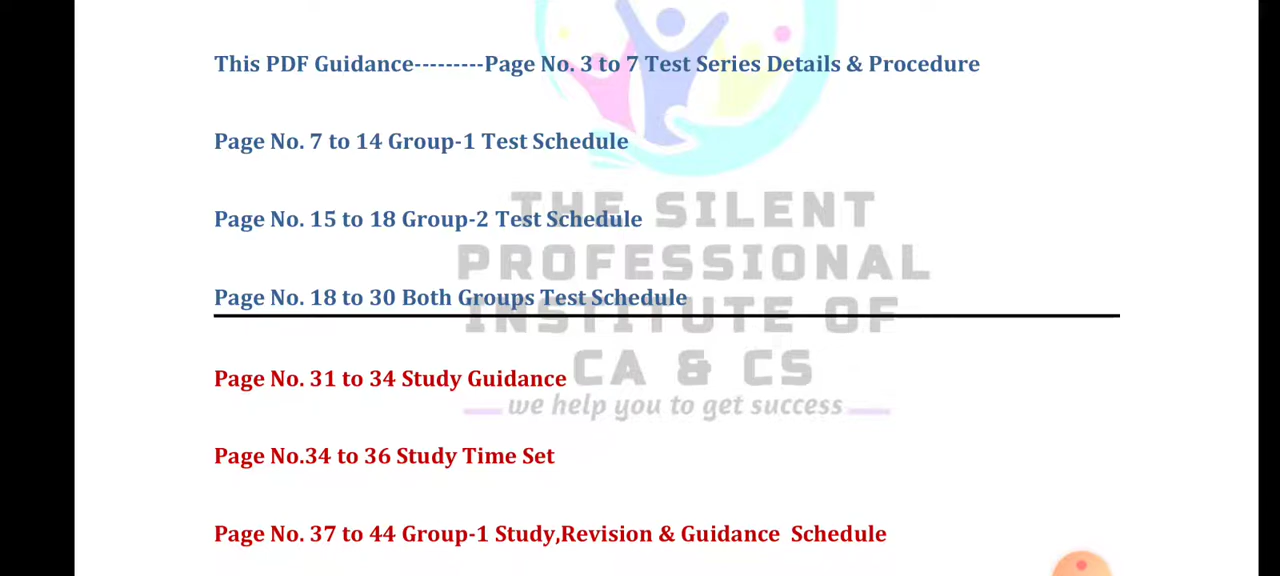 This PDF Guidance---------Page No. 3 to 7 Test Series Details & Procedure
Page No. 7 to 14 Group-1 Test Schedule
THE SILENT
Page No. 15 to 18 Group-2 Test Schedule
PROFESSIONAL
Page No. 18 to 30 Both Groups Test Schedule
INSTITUTE OF
CA & CS
Page No. 31 to 34 Study Guidance
we help you to get success
Page No.34 to 36 Study Time Set
Page No. 37 to 44 Group-1 Study,Revision & Guidance  Schedule